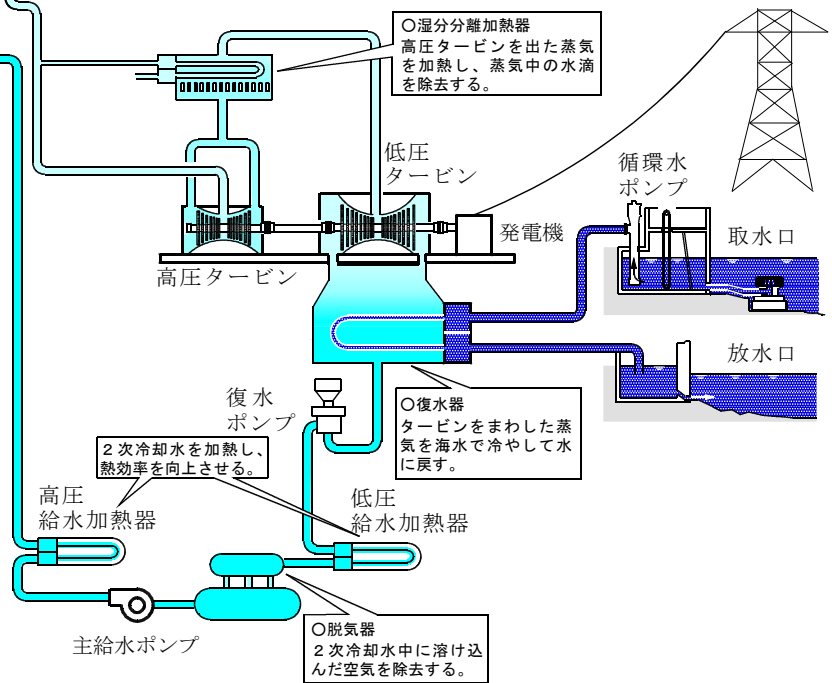 ○湿分分離加熱器
高圧タービンを出た蒸気
を加熱し、蒸気中の水滴
を除去する。
低圧
タービン
循環水
ポンプ
発電機
取水口
高圧タービン
放水口
復水
ポンプ
○復水器
タービンをまわした蒸
気を海水で冷やして水
に戻す。
２次冷却水を加熱し、
熱効率を向上させる。
高圧
給水加熱器
低圧
給水加熱器
主給水ポンプ
○脱気器
２次冷却水中に溶け込
んだ空気を除去する。